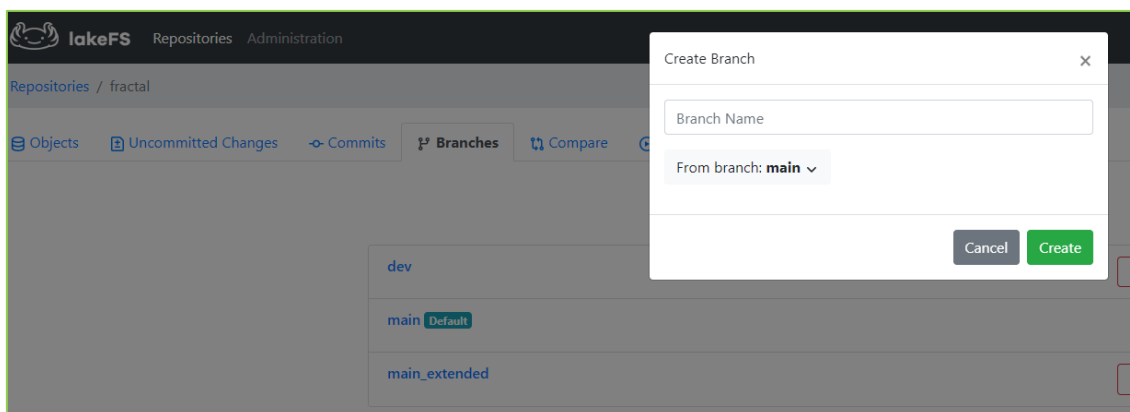 lakeFS Repositories Administration
Create Branch ×
Repositories / fractal
Branch Name
Objects Uncommitted Changes Commits Branches Compare
From branch: main
Cancel Create
dev
main Default
main_extended